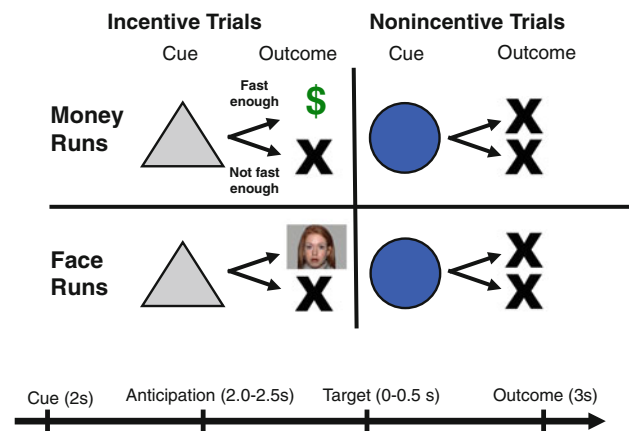 Incentive Trials
Nonincentive Trials
Cue
Outcome
Cue
Outcome
Money
Runs
Fast
enough
$
X
Not fast
enough
X
X
Face
Runs
X
X
X
Cue (2s)
Anticipation (2.0-2.5s)
Target (0-0.5 s)
Outcome (3s)